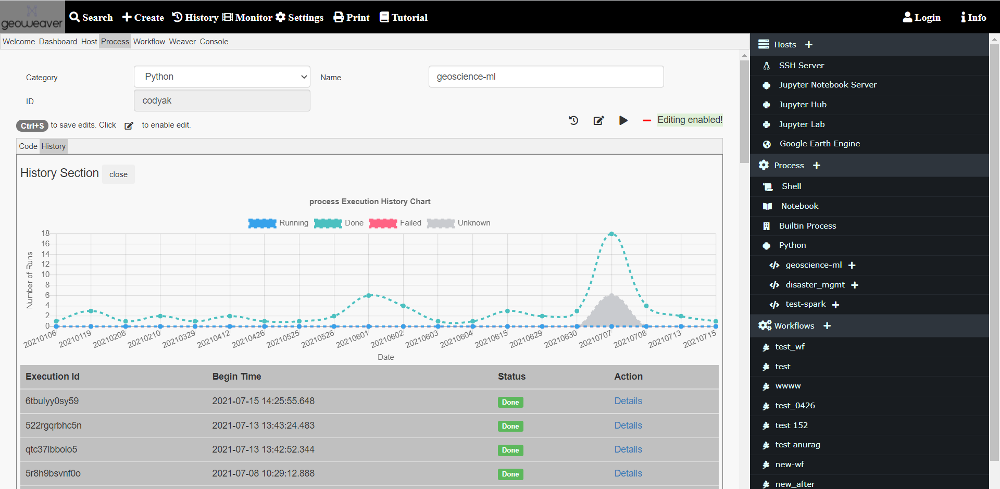 geoweaver Search Create History Monitor Settings Print Tutorial Login Info
Welcome Dashboard Host Process Workflow Weaver Console
Category Python Name geoscience-ml
ID codyak
Ctrl+S to save edits. Click to enable edit. Editing enabled!
Code History
History Section close
process Execution History Chart
Running Done Failed Unknown
18
16
14
12
10
8
6
4
2
0
Number of Runs
20210106 20210119 20210208 20210210 20210329 20210412 20210426 20210525 20210526 20210601 20210602 20210603 20210604 20210615 20210629 20210630 20210707 20210708 20210713 20210715
Date
Execution Id Begin Time Status Action
6tbulyy0sy59 2021-07-15 14:25:55.648 Done Details
522rgqrbhc5n 2021-07-13 13:43:24.483 Done Details
qtc37lbbolo5 2021-07-13 13:42:52.344 Done Details
5r8h9bsvnf0o 2021-07-08 10:29:12.888 Done Details
Hosts
SSH Server
Jupyter Notebook Server
Jupyter Hub
Jupyter Lab
Google Earth Engine
Process
Shell
Notebook
Builtin Process
Python
geoscience-ml
disaster_mgmt
test-spark
Workflows
test_wf
test
wwww
test_0426
test 152
test anurag
new-wf
new_after